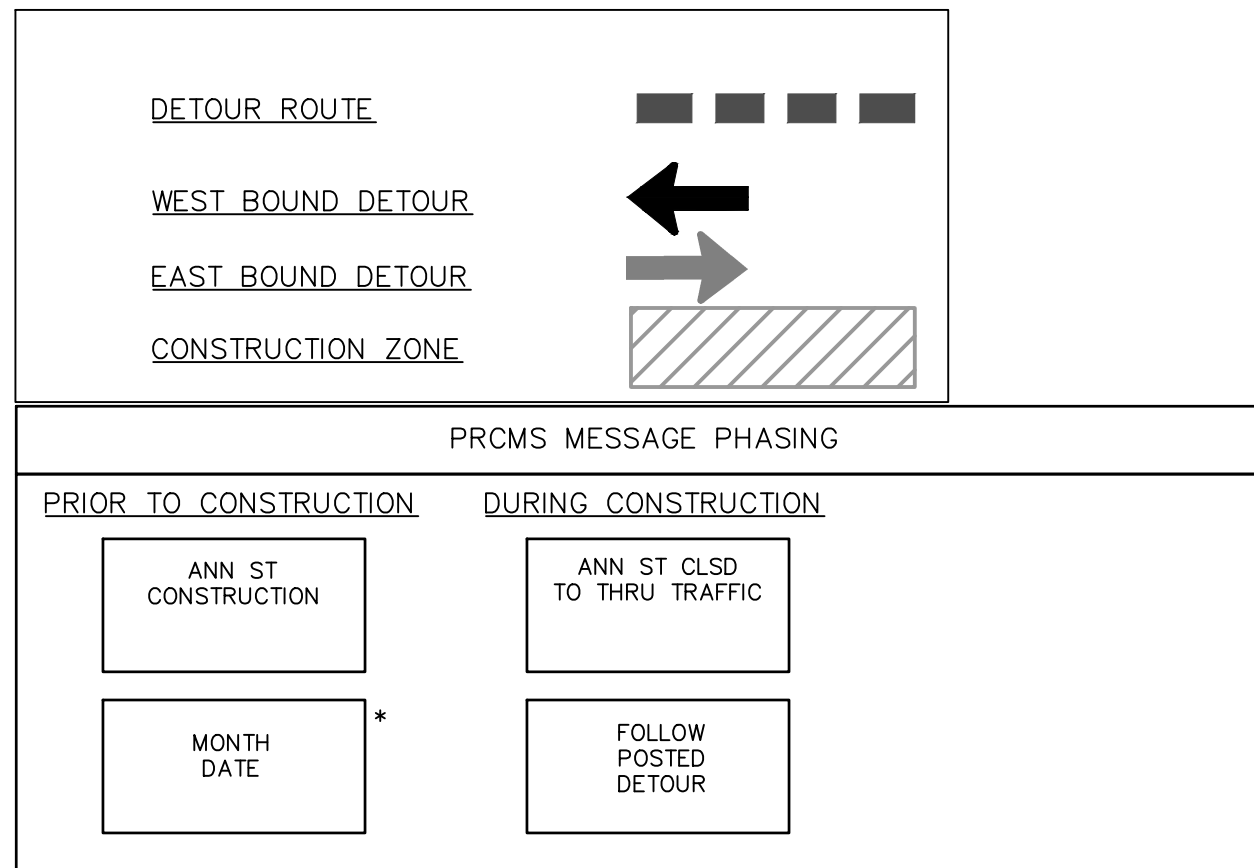 DETOUR ROUTE
WEST BOUND DETOUR
EAST BOUND DETOUR
CONSTRUCTION ZONE
PRCMS MESSAGE PHASING
PRIOR TO CONSTRUCTION
ANN ST
CONSTRUCTION
MONTH
DATE
*
DURING CONSTRUCTION
ANN ST CLSD
TO THRU TRAFFIC
FOLLOW
POSTED
DETOUR